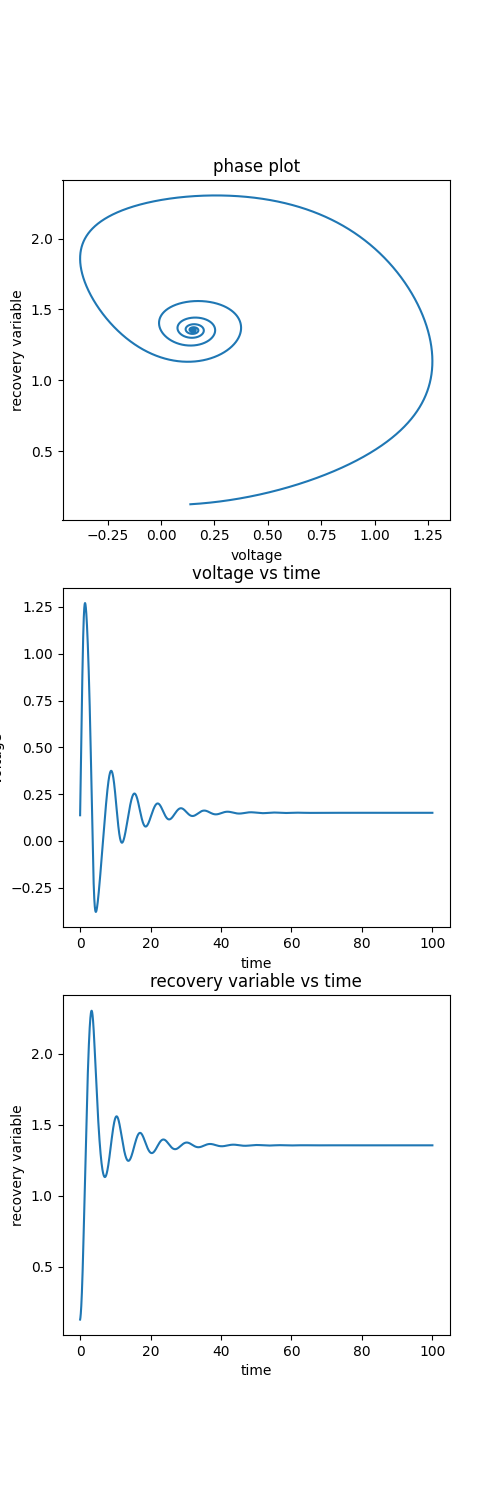 phase plot
2.0
1.5
1.0
0.5
recovery variable
−0.25 0.00 0.25 0.50 0.75 1.00 1.25
voltage
voltage vs time
1.25
1.00
0.75
0.50
0.25
0.00
−0.25
0 20 40 60 80 100
time
recovery variable vs time
2.0
1.5
1.0
0.5
recovery variable
0 20 40 60 80 100
time